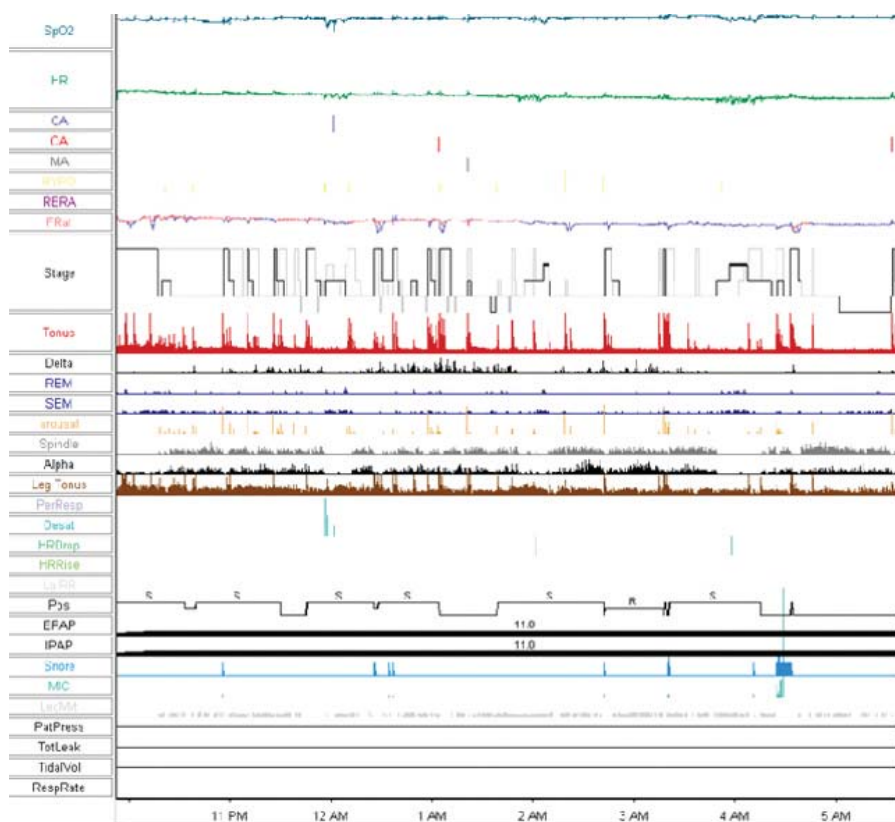 SpO2
HR
CA
CA
MA
RERA
Stage
Tonus
Delta
REM
SEM
arousal
Spindle
Alpha
Leg Tonus
PerResp
Desat
HRDrop
HRRise
S S S S S R S
Pos
EPAP 11.0
IPAP 11.0
Snore
MIC
PatPress
TotLeak
TidalVol
RespRate
11 PM 12 AM 1 AM 2 AM 3 AM 4 AM 5 AM